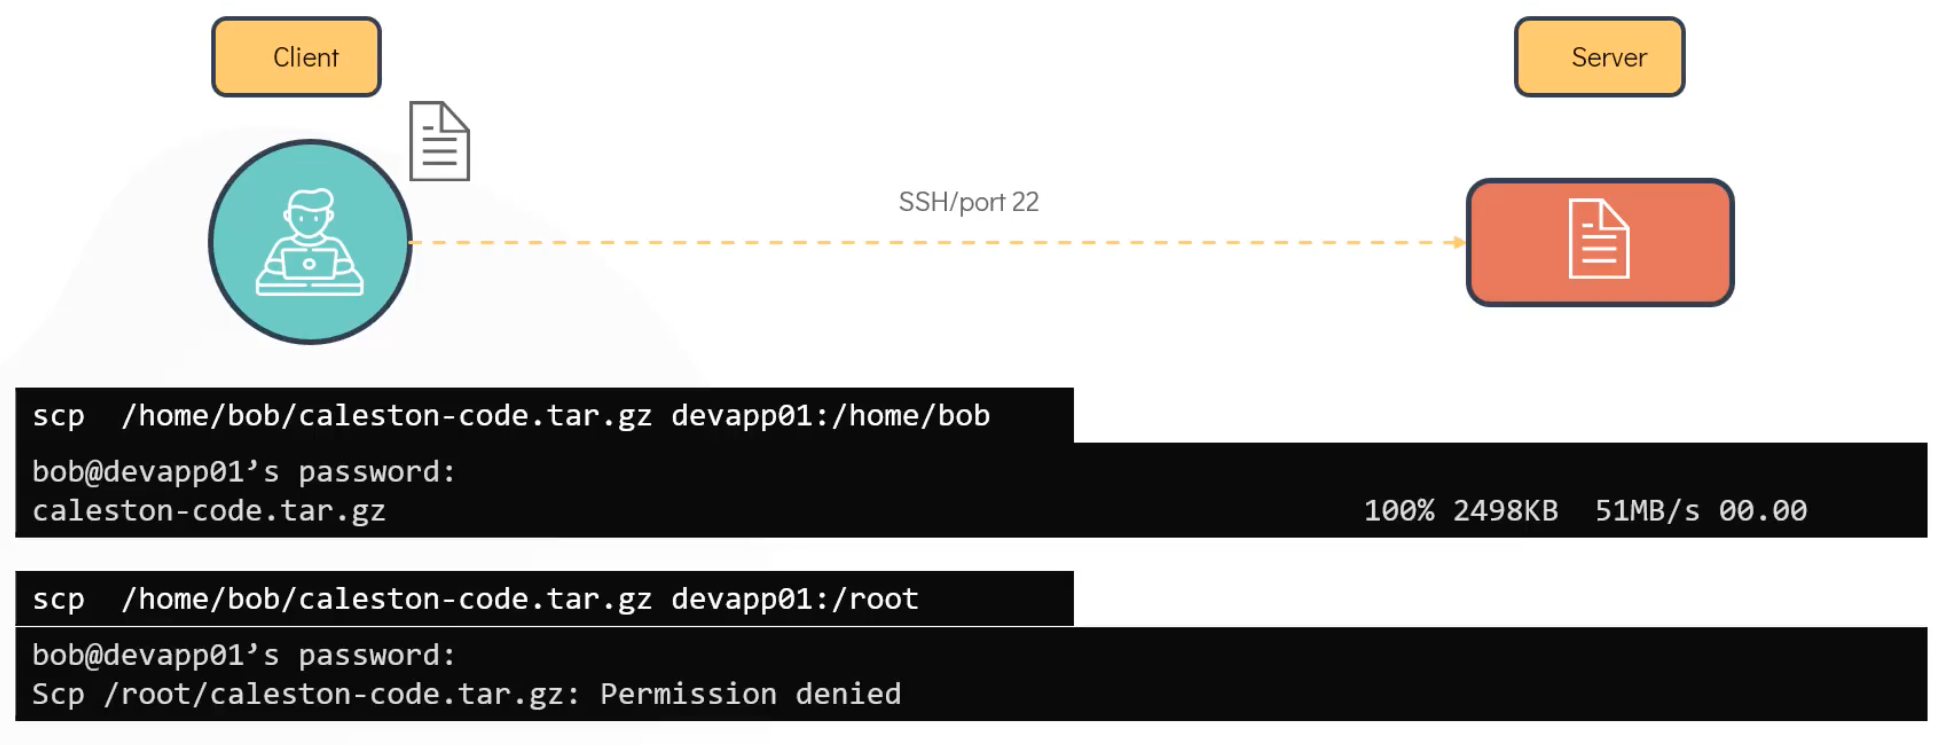 Client
Server
SSH/port 22
scp  /home/bob/caleston-code.tar.gz devapp01:/home/bob
bob@devapp01’s password:
caleston-code.tar.gz 100% 2498KB  51MB/s 00.00
scp  /home/bob/caleston-code.tar.gz devapp01:/root
bob@devapp01’s password:
Scp /root/caleston-code.tar.gz: Permission denied